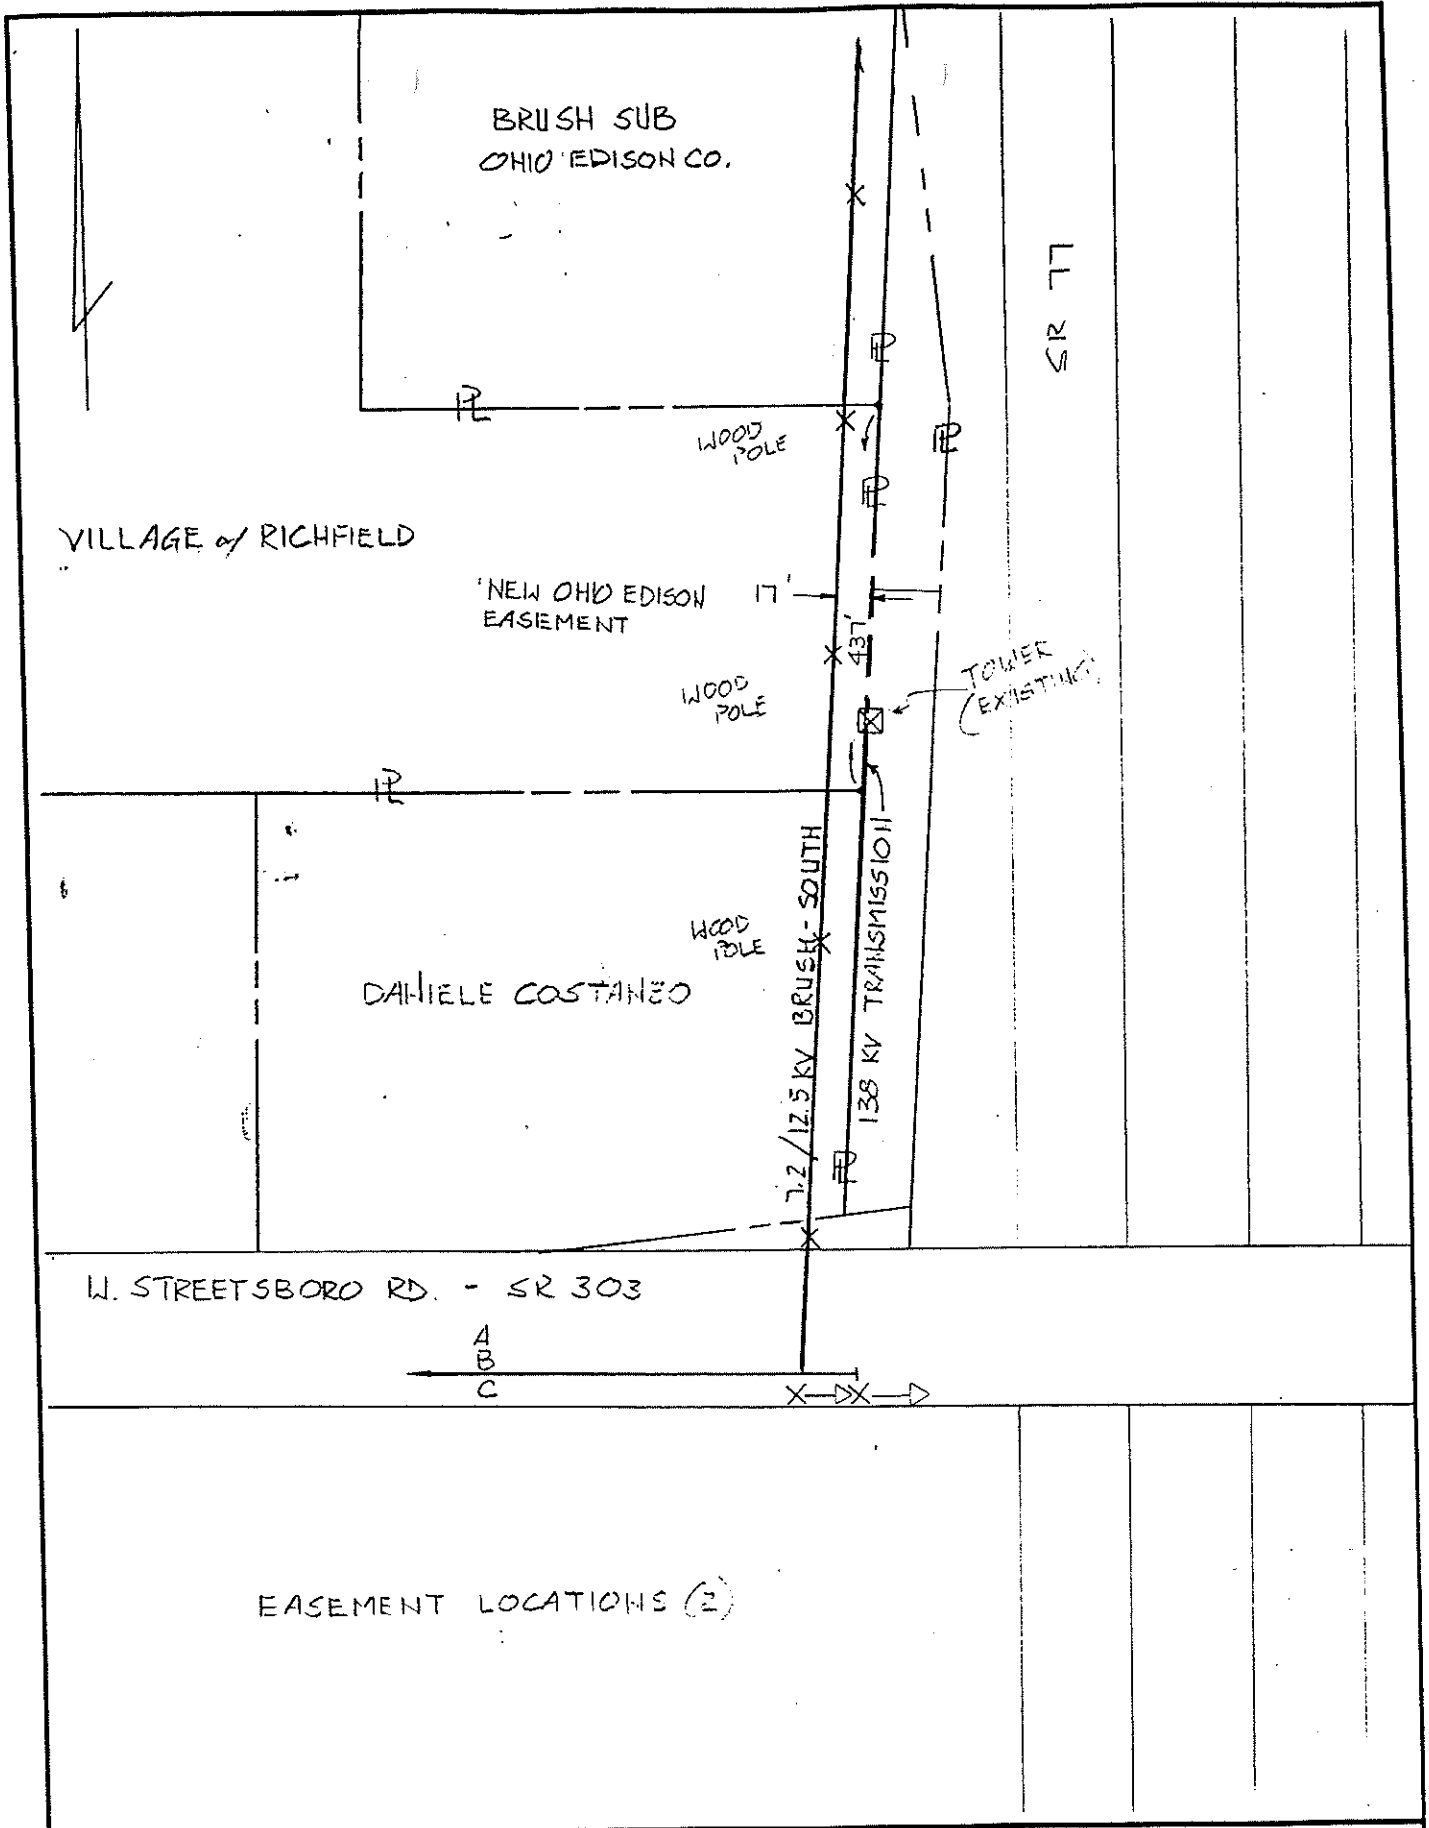 BRUSH SUB
OHIO EDISON CO.
SR 77
PL
PL
WOOD
POLE
PL
PL
VILLAGE of RICHFIELD
NEW OHIO EDISON
EASEMENT
17'
437'
WOOD
POLE
TOWER
(EXISTING)
PL
WOOD
POLE
DANIELE COSTANZO
7.2/12.5 KV BRUSH - SOUTH
138 KV TRANSMISSION
PL
W. STREETSBORO RD. - SR 303
A
B
C
EASEMENT LOCATIONS (2)